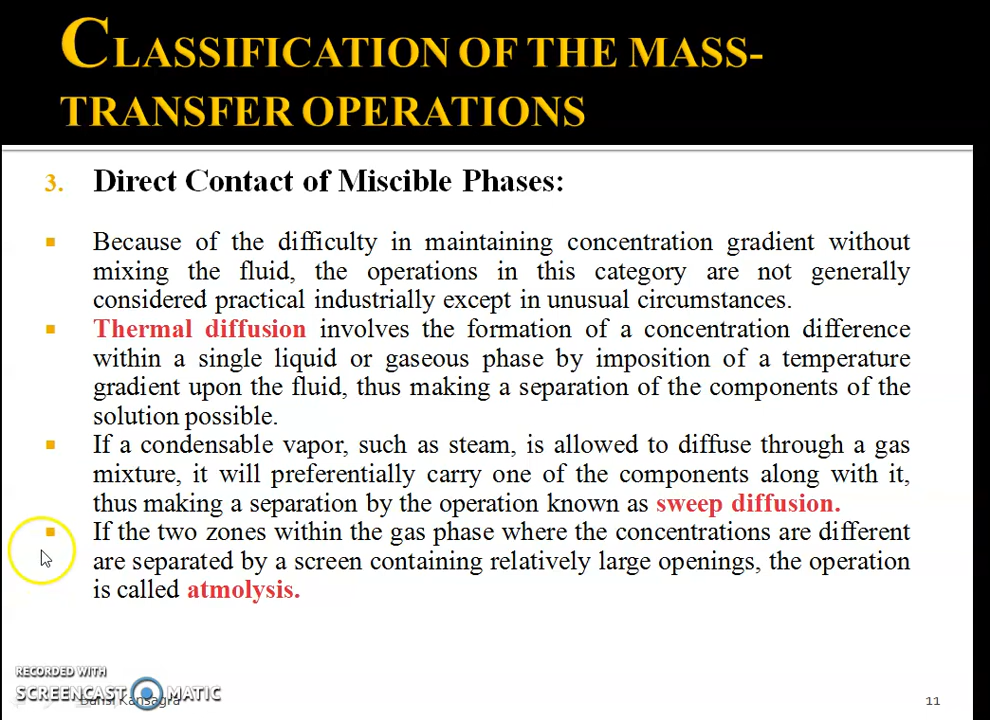 CLASSIFICATION OF THE MASS-
TRANSFER OPERATIONS
3. Direct Contact of Miscible Phases:
Because of the difficulty in maintaining concentration gradient without
mixing the fluid, the operations in this category are not generally
considered practical industrially except in unusual circumstances.
Thermal diffusion involves the formation of a concentration difference
within a single liquid or gaseous phase by imposition of a temperature
gradient upon the fluid, thus making a separation of the components of the
solution possible.
If a condensable vapor, such as steam, is allowed to diffuse through a gas
mixture, it will preferentially carry one of the components along with it,
thus making a separation by the operation known as sweep diffusion.
If the two zones within the gas phase where the concentrations are different
are separated by a screen containing relatively large openings, the operation
is called atmolysis.
RECORDED WITH
SCREENCAST MATIC
Bansi Kansagra
11